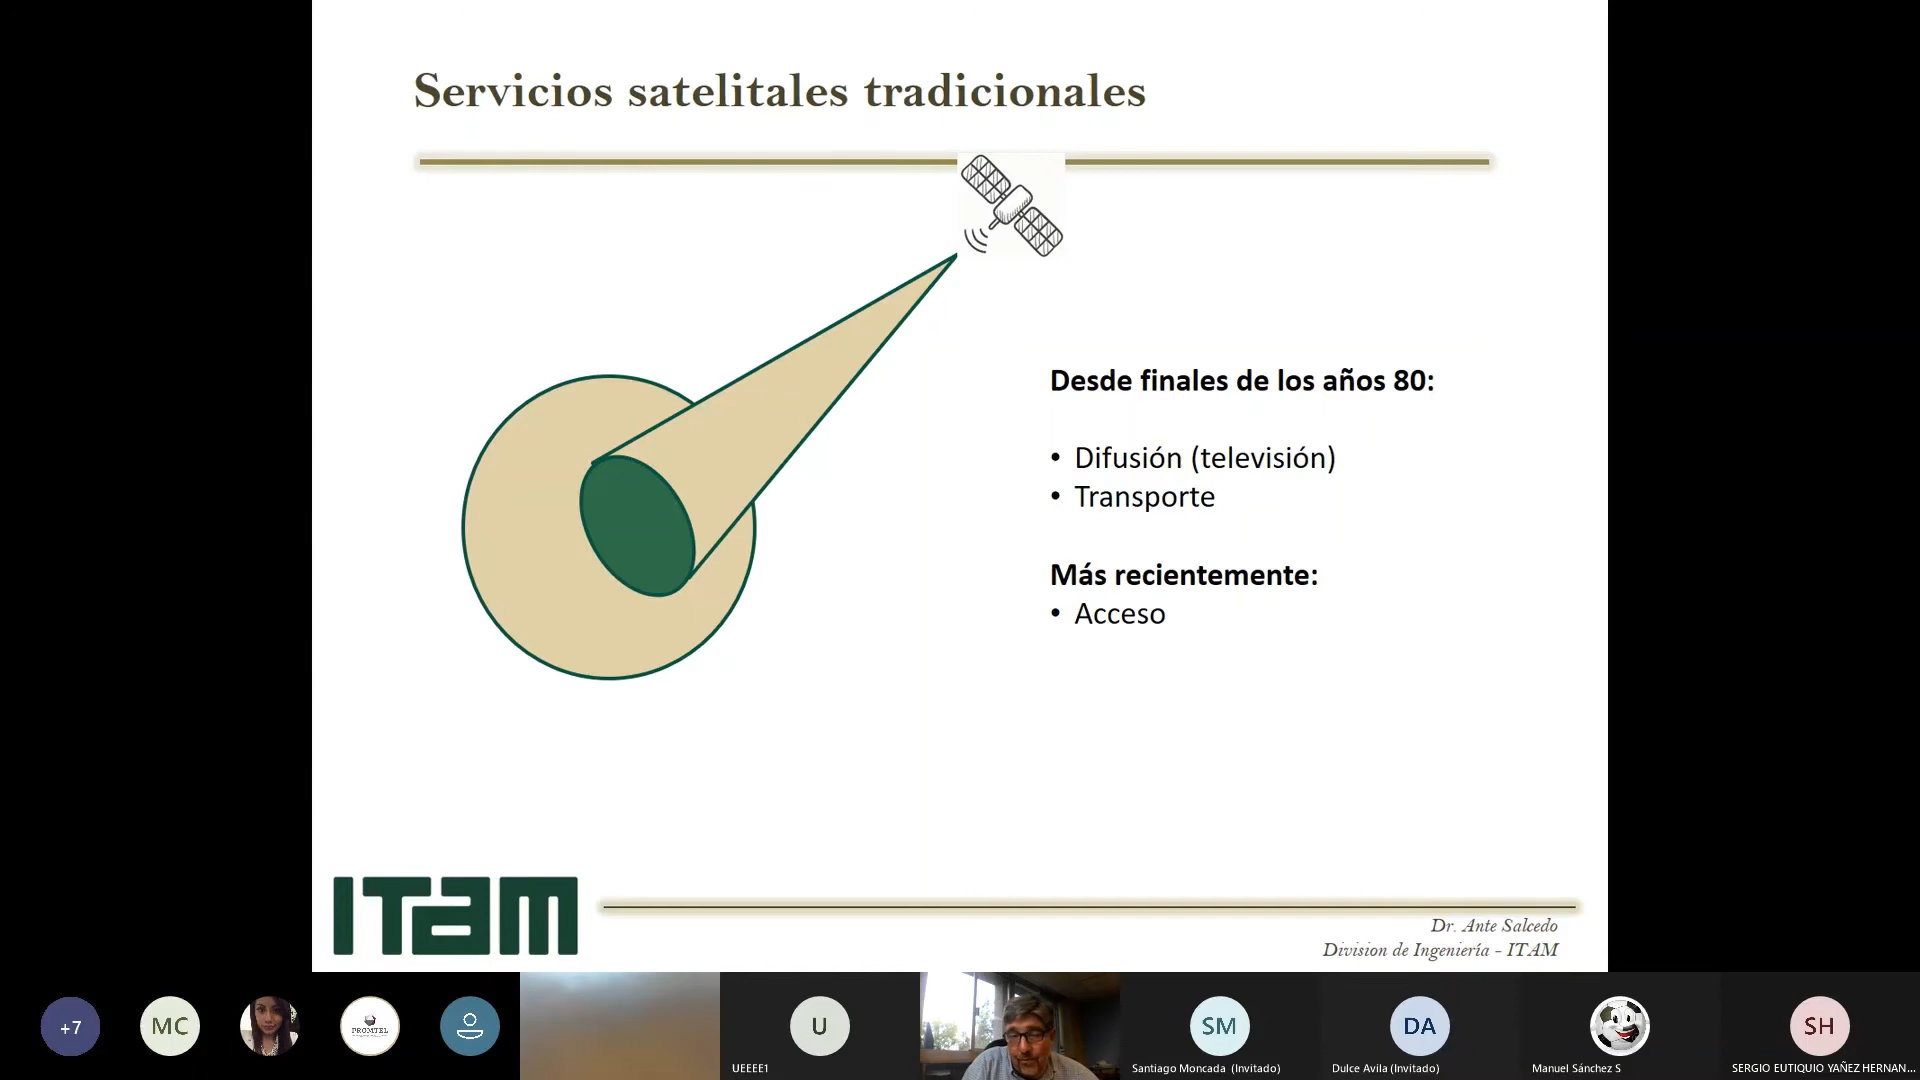 Servicios satelitales tradicionales
Desde finales de los años 80:
• Difusión (televisión)
• Transporte
Más recientemente:
• Acceso
ITAM
Dr. Ante Salcedo
Division de Ingeniería - ITAM
+7
MC
PROMTEL
U
SM
DA
SH
UEEEE1
Santiago Moncada (Invitado)
Dulce Avila (Invitado)
Manuel Sánchez S
SERGIO EUTIQUIO YAÑEZ HERNAN...